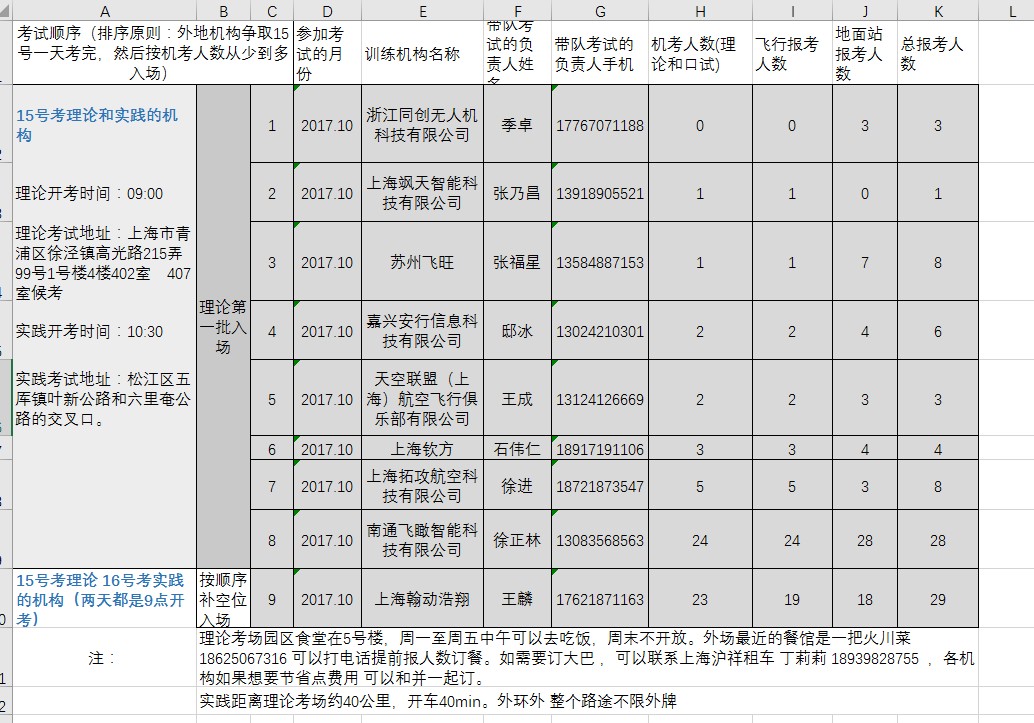 A B C D E F G H I J K L
考试顺序（排序原则：外地机构争取15
号一天考完，然后按机考人数从少到多
入场）
参加考
试的月
份
训练机构名称
带队考
试的负
责人姓
名
带队考试的
负责人手机
机考人数(理
论和口试)
飞行报考
人数
地面站
报考人
数
总报考人
数
15号考理论和实践的机
构
理论开考时间：09:00
理论考试地址：上海市青
浦区徐泾镇高光路215弄
99号1号楼4楼402室 407
室候考
实践开考时间：10:30
实践考试地址：松江区五
厍镇叶新公路和六里奄公
路的交叉口。
理论第
一批入
场
1 2017.10 浙江同创无人机
科技有限公司 季卓 17767071188 0 0 3 3
2 2017.10 上海飒天智能科
技有限公司 张乃昌 13918905521 1 1 0 1
3 2017.10 苏州飞旺 张福星 13584887153 1 1 7 8
4 2017.10 嘉兴安行信息科
技有限公司 邸冰 13024210301 2 2 4 6
5 2017.10 天空联盟（上
海）航空飞行俱
乐部有限公司 王成 13124126669 2 2 3 3
6 2017.10 上海钦方 石伟仁 18917191106 3 3 4 4
7 2017.10 上海拓攻航空科
技有限公司 徐进 18721873547 5 5 3 8
8 2017.10 南通飞瞰智能科
技有限公司 徐正林 13083568563 24 24 28 28
15号考理论 16号考实践
的机构（两天都是9点开
考）
按顺序
补空位
入场
9 2017.10 上海翰动浩翔 王麟 17621871163 23 19 18 29
注：
理论考场园区食堂在5号楼，周一至周五中午可以去吃饭，周末不开放。外场最近的餐馆是一把火川菜
18625067316 可以打电话提前报人数订餐。如需要订大巴，可以联系上海沪祥租车 丁莉莉 18939828755 ，各机
构如果想要节省点费用 可以和并一起订。
实践距离理论考场约40公里，开车40min。外环外 整个路途不限外牌